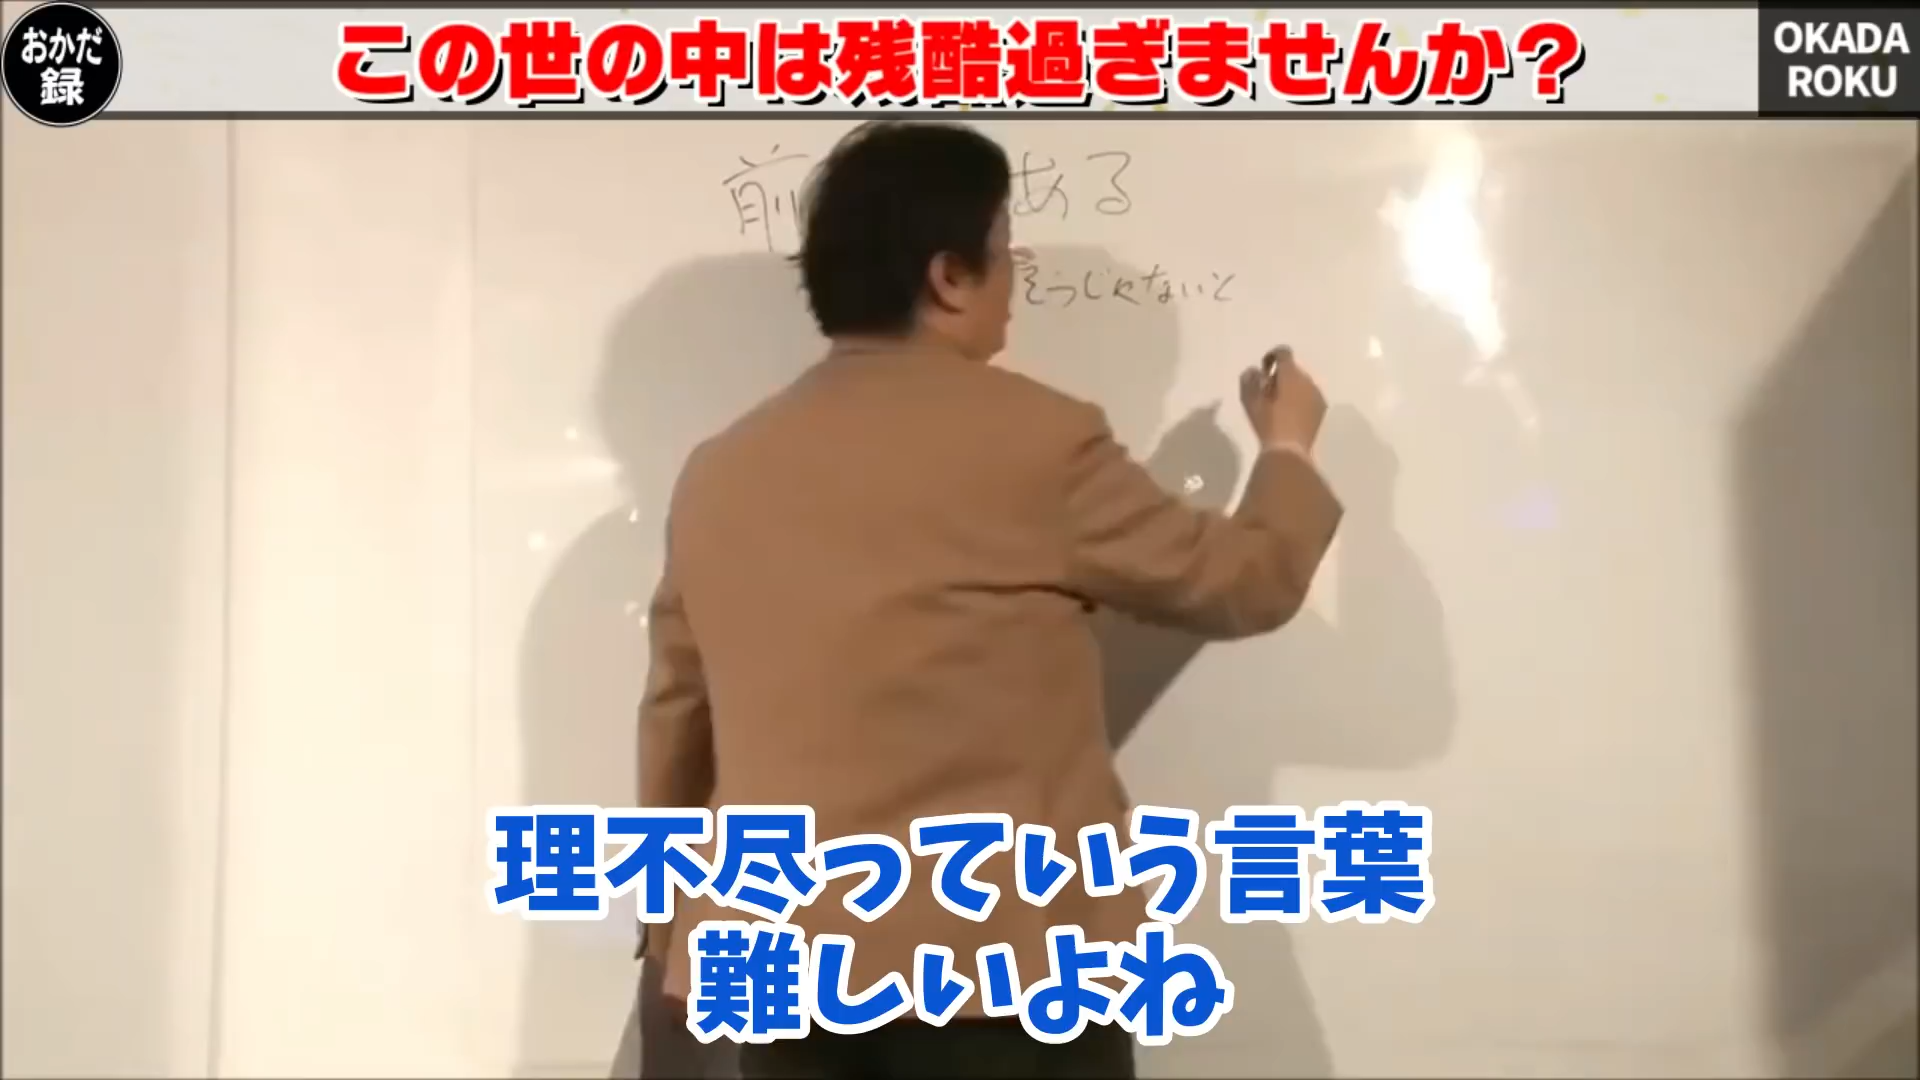 おかだ
録
この世の中は残酷過ぎませんか?
OKADA
ROKU
前 ある
そうじゃないと
理不尽っていう言葉
難しいよね